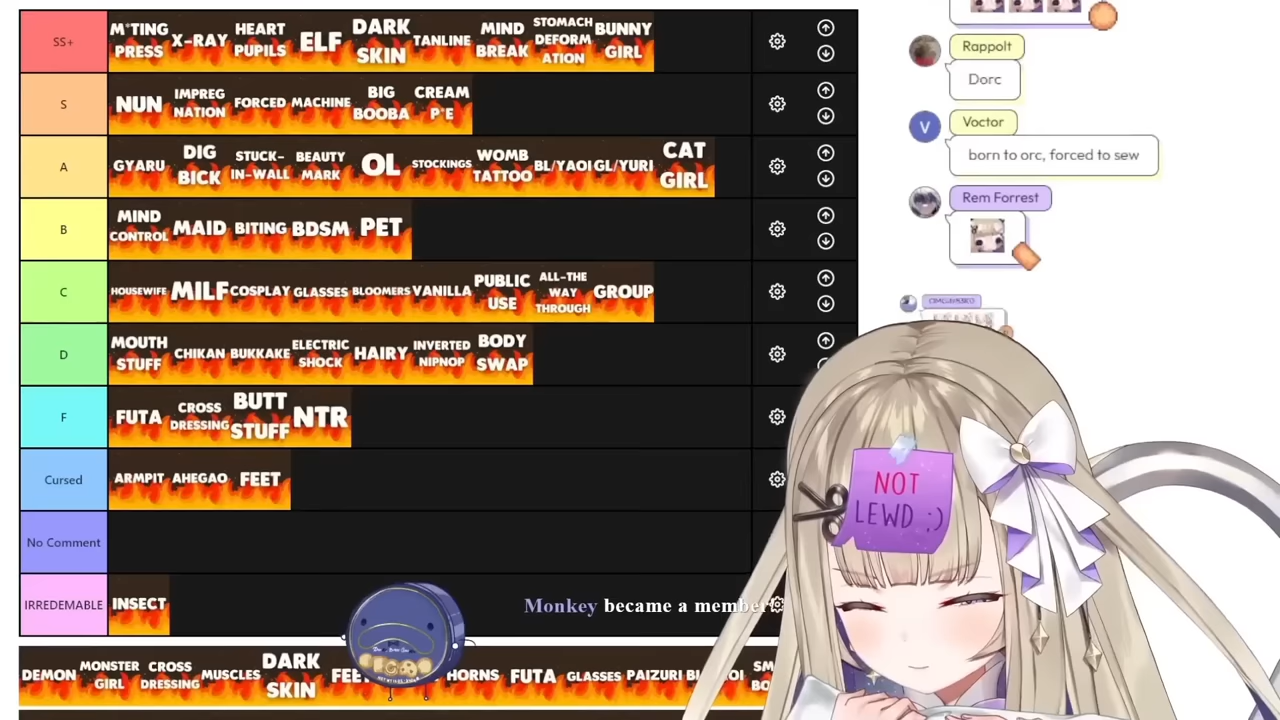 SS+
M*TING PRESS
X-RAY
HEART PUPILS
ELF
DARK SKIN
TANLINE
MIND BREAK
STOMACH DEFORM ATION
BUNNY GIRL
S
NUN
IMPREG NATION
FORCED
MACHINE
BIG BOOBA
CREAM P*E
A
GYARU
DIG BICK
STUCK-IN-WALL
BEAUTY MARK
OL
STOCKINGS
WOMB TATTOO
BL/YAOI
GL/YURI
CAT GIRL
B
MIND CONTROL
MAID
BITING
BDSM
PET
C
HOUSEWIFE
MILF
COSPLAY
GLASSES
BLOOMERS
VANILLA
PUBLIC USE
ALL-THE WAY THROUGH
GROUP
D
MOUTH STUFF
CHIKAN
BUKKAKE
ELECTRIC SHOCK
HAIRY
INVERTED NIPNOP
BODY SWAP
F
FUTA
CROSS DRESSING
BUTT STUFF
NTR
Cursed
ARMPIT
AHEGAO
FEET
No Comment
IRREDEMABLE
INSECT
Monkey became a member
DEMON
MONSTER GIRL
CROSS DRESSING
MUSCLES
DARK SKIN
HORNS
FUTA
GLASSES
PAIZURI
Rappolt
Dorc
V
Voctor
born to orc, forced to sew
Rem Forrest
NOT
LEWD :)